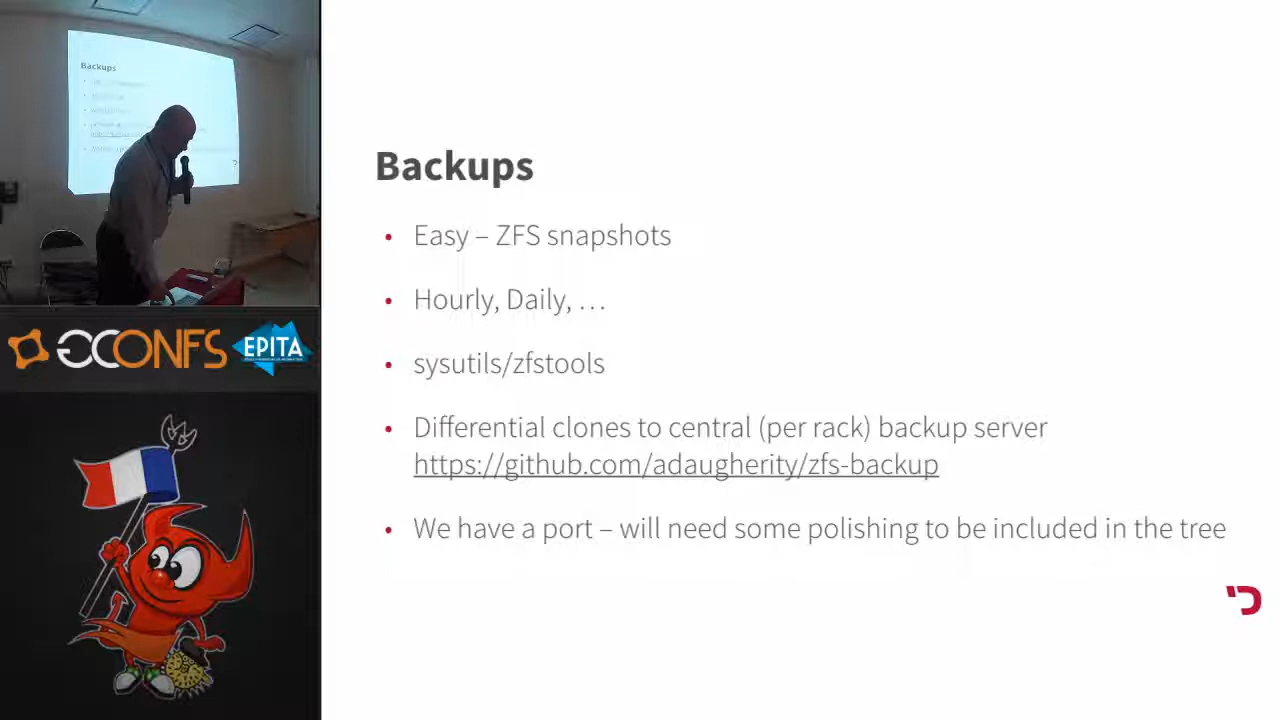 Backups
Backups
• Easy – ZFS snapshots
• Hourly, Daily, …
• sysutils/zfstools
• Differential clones to central (per rack) backup server
https://github.com/adaugherity/zfs-backup
• We have a port – will need some polishing to be included in the tree
GCONFS
EPITA